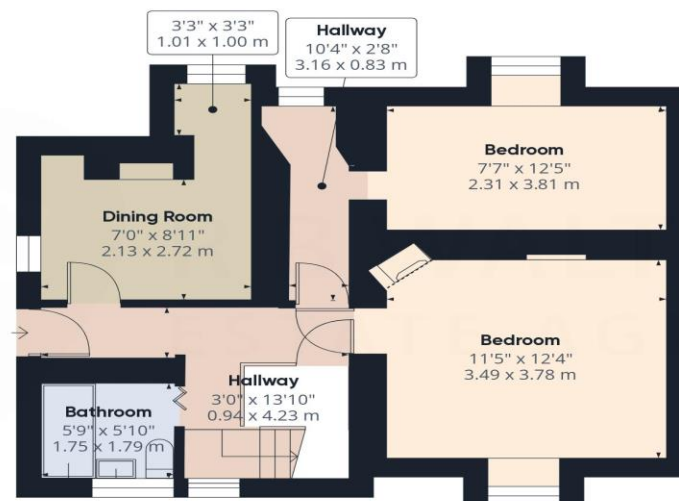 3'3" x 3'3"
1.01 x 1.00 m
Hallway
10'4" x 2'8"
3.16 x 0.83 m
Bedroom
7'7" x 12'5"
2.31 x 3.81 m
Dining Room
7'0" x 8'11"
2.13 x 2.72 m
Bedroom
11'5" x 12'4"
3.49 x 3.78 m
Hallway
3'0" x 13'10"
0.94 x 4.23 m
Bathroom
5'9" x 5'10"
1.75 x 1.79 m